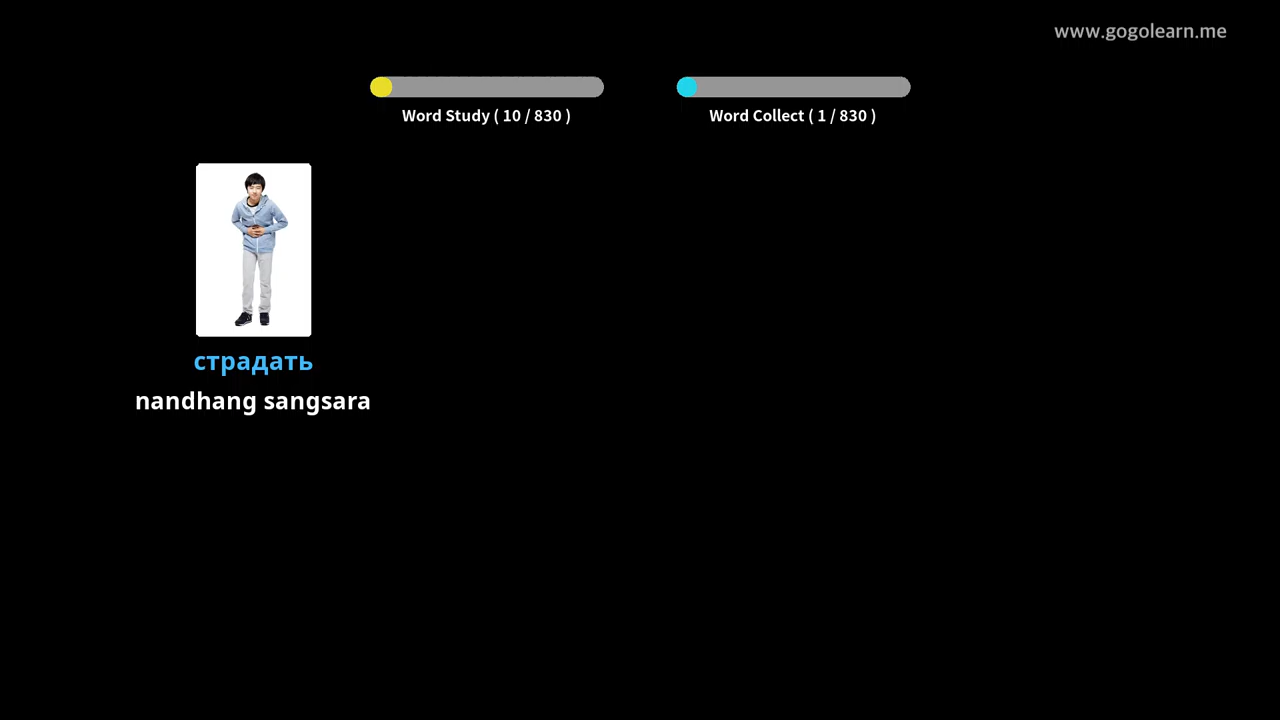 www.gogolearn.me
Word Study ( 10 / 830 )
Word Collect ( 1 / 830 )
страдать
nandhang sangsara